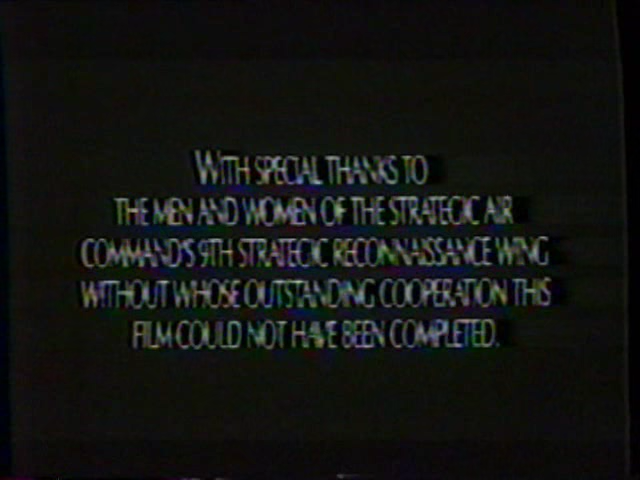 WITH SPECIAL THANKS TO
THE MEN AND WOMEN OF THE STRATEGIC AIR
COMMAND'S 9TH STRATEGIC RECONNAISSANCE WING
WITHOUT WHOSE OUTSTANDING COOPERATION THIS
FILM COULD NOT HAVE BEEN COMPLETED.